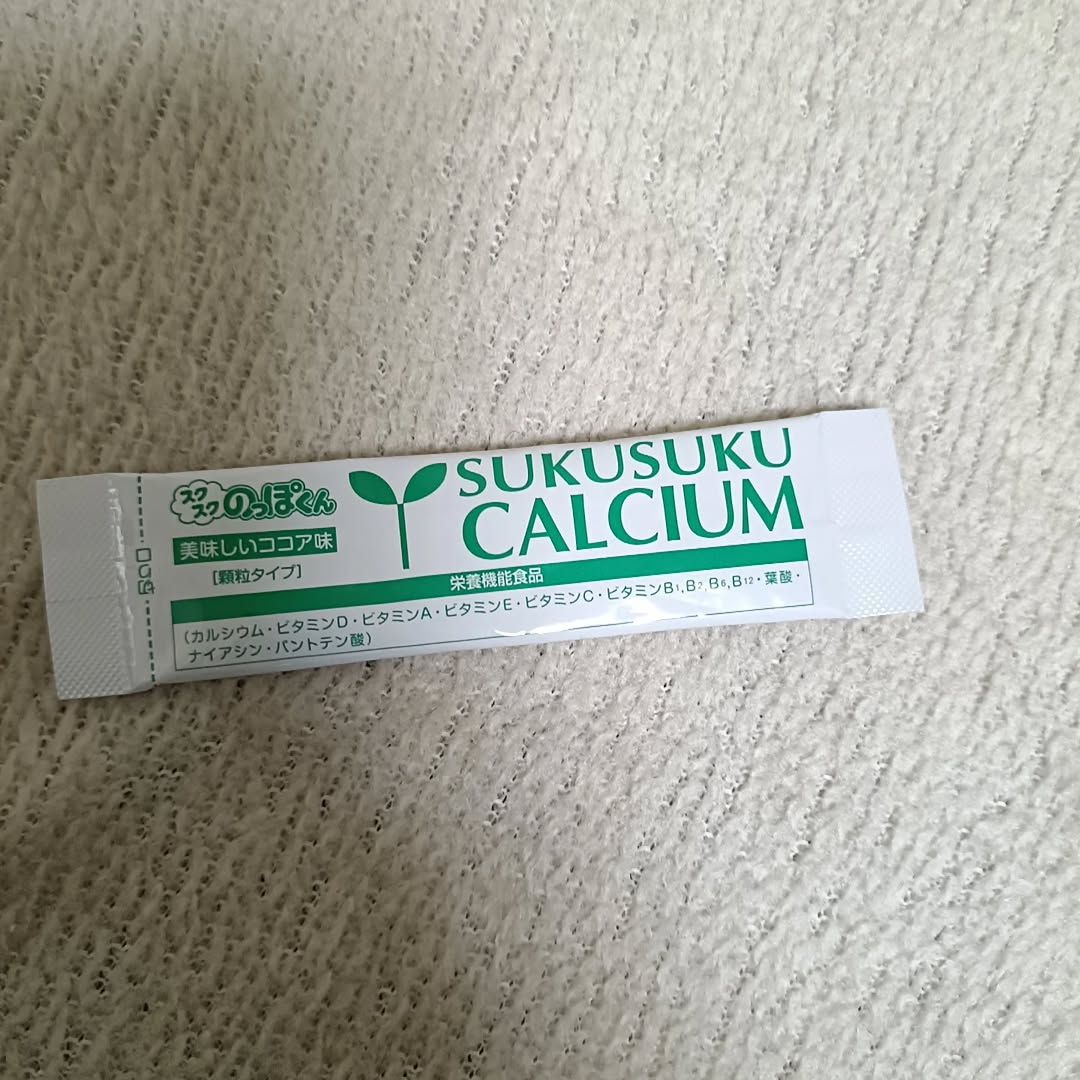 スクスク のっぽくん
美味しいココア味
[顆粒タイプ]
SUKUSUKU
CALCIUM
栄養機能食品
(カルシウム・ビタミンD・ビタミンA・ビタミンE・ビタミンC・ビタミンB1,B2,B6,B12・葉酸・
ナイアシン・パントテン酸)